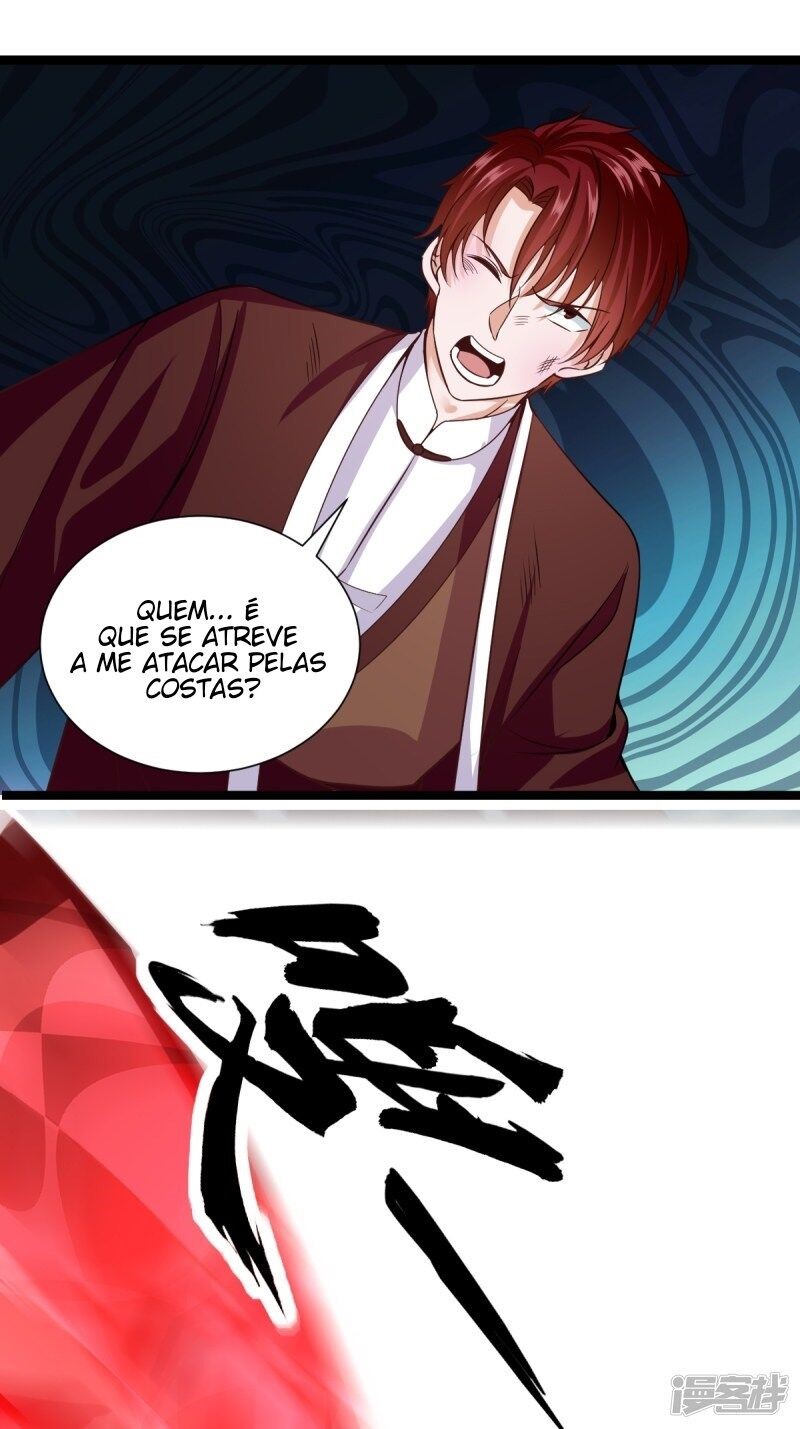 QUEM... É
QUE SE ATREVE
A ME ATACAR PELAS
COSTAS?
漫客栈